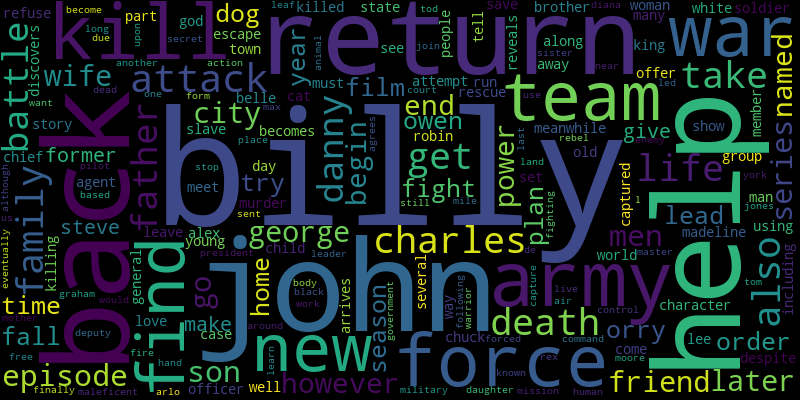 refuse become part god dog killed state save brother diana woman many white soldier
leaf long due upon escape tell people see along sister king
kill return war
battle discovers another secret town year reveals away near offer named
wife attack film attempt run rescue take
want dead one form belle cat animal action must court join
back story city danny begin owen end team use led member show
billy
slave becomes max robin meanwhile old give enemy
chief former father place day get power last rebel group
pilot agent meet stop try fight plan set land captured life york
although us based murder agrees still mile fighting 1 man jones
family steve leave alex sent george charles men lead series
killing young child president several leader world madeline using
eventually general find go home john army help including
time graham would love make arrives body black work season way following warrior de capture live air control master character tom
mother deputy case around government death orry also
fall free fire hand son new learn chuck forced command come lee order
rex moore despite
episode finally maleficent arlo officer well however military force known daughter mission human friend later